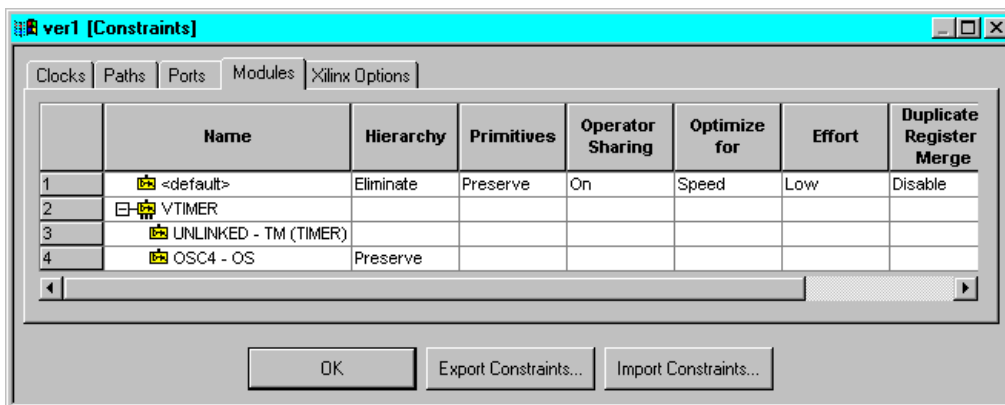 ver1 [Constraints]
Clocks Paths Ports Modules Xilinx Options
Name Hierarchy Primitives Operator Sharing Optimize for Effort Duplicate Register Merge
1 <default> Eliminate Preserve On Speed Low Disable
2 VTIMER
3 UNLINKED - TM (TIMER)
4 OSC4 - OS Preserve
OK Export Constraints... Import Constraints...